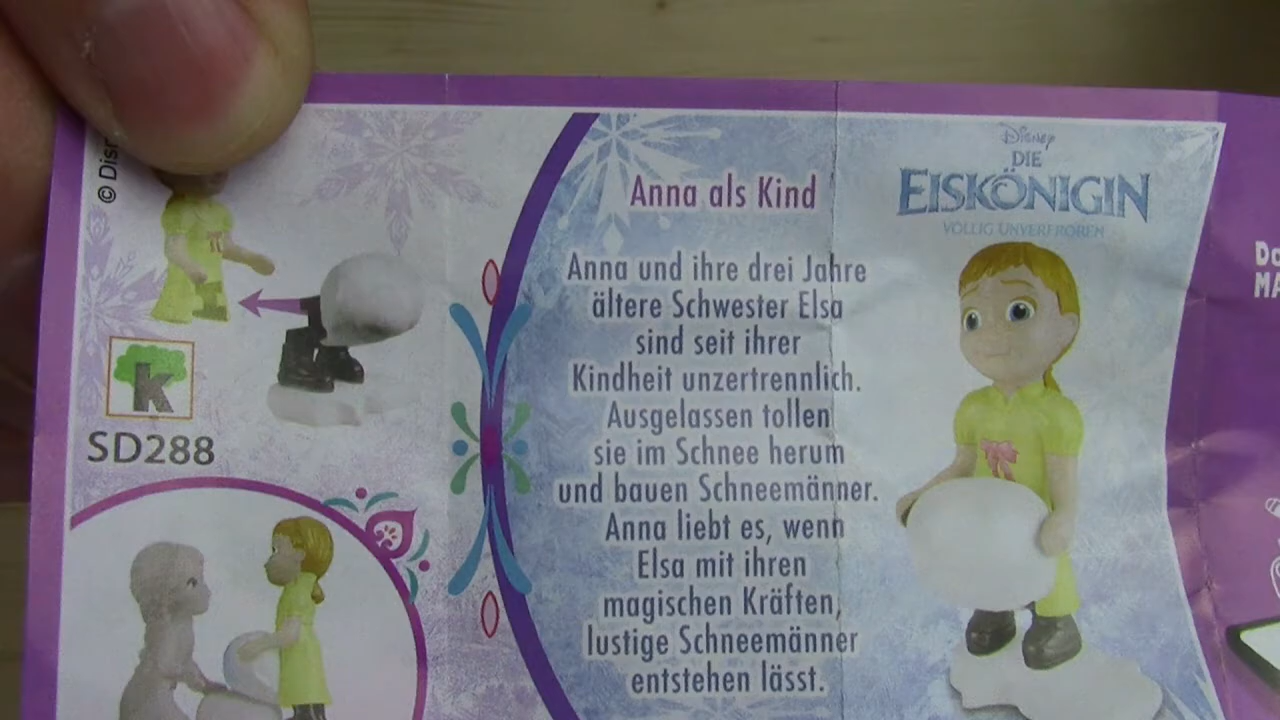 © Disn
SD288
k
Anna als Kind
Anna und ihre drei Jahre
ältere Schwester Elsa
sind seit ihrer
Kindheit unzertrennlich.
Ausgelassen tollen
sie im Schnee herum
und bauen Schneemänner.
Anna liebt es, wenn
Elsa mit ihren
magischen Kräften,
lustige Schneemänner
entstehen lässt.
Disney
DIE
EISKÖNIGIN
VÖLLIG UNVERFROREN